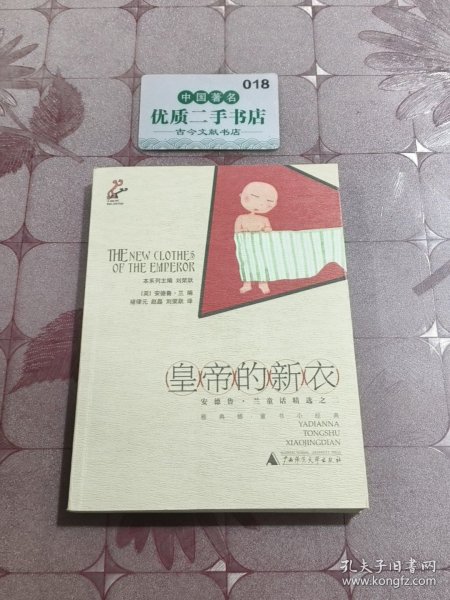 018
中国著名
优质二手书店
古今文献书店
THE NEW CLOTHES
OF THE EMPEROR
本系列主编 刘荣跃
(英) 安德鲁·兰 编
褚律元 赵晶 刘荣跃 译
皇帝的新衣
安德鲁·兰童话精选之二
雅典娜·童书小经典
YADIANNA
TONGSHU
XIAOJINGDIAN
广西师范大学出版社
孔夫子旧书网
www.kongfz.com